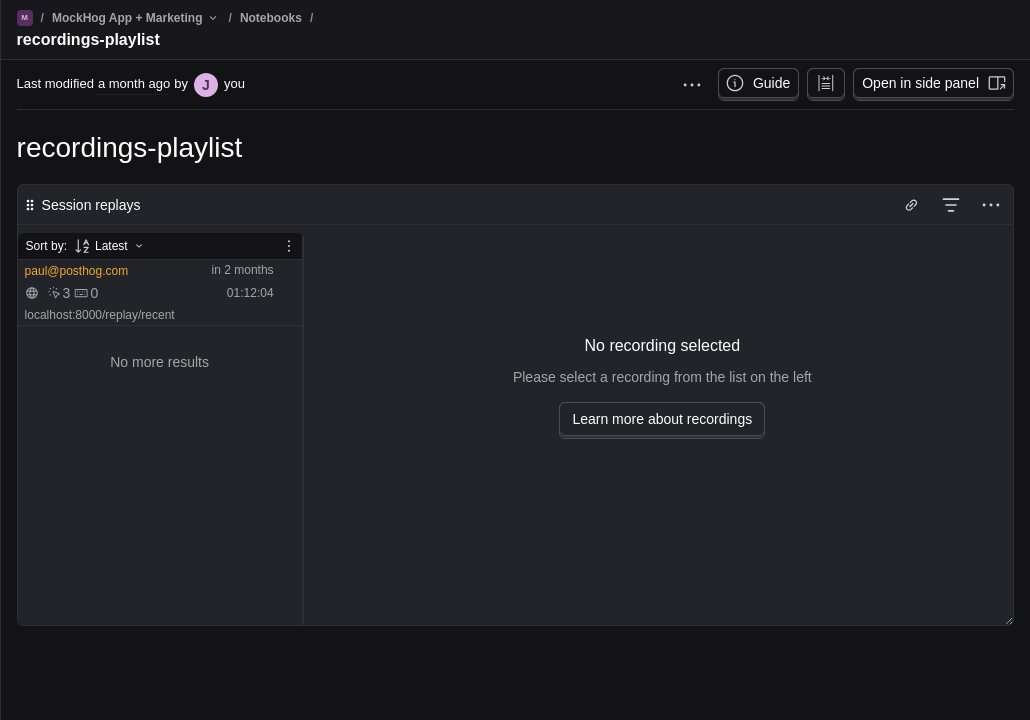 M / MockHog App + Marketing / Notebooks /
recordings-playlist
Last modified a month ago by J you
Guide
Open in side panel
recordings-playlist
Session replays
Sort by: Latest
paul@posthog.com in 2 months
3 0 01:12:04
localhost:8000/replay/recent
No more results
No recording selected
Please select a recording from the list on the left
Learn more about recordings